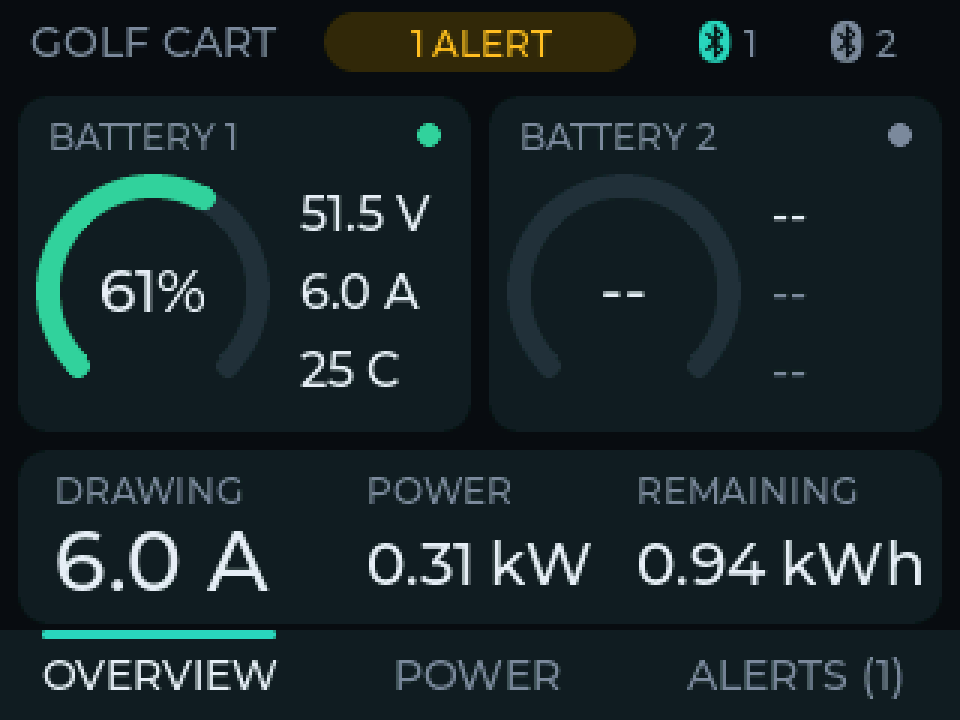 GOLF CART
1 ALERT
1
2
BATTERY 1
61%
51.5 V
6.0 A
25 C
BATTERY 2
--
--
--
--
DRAWING
6.0 A
POWER
0.31 kW
REMAINING
0.94 kWh
OVERVIEW
POWER
ALERTS (1)